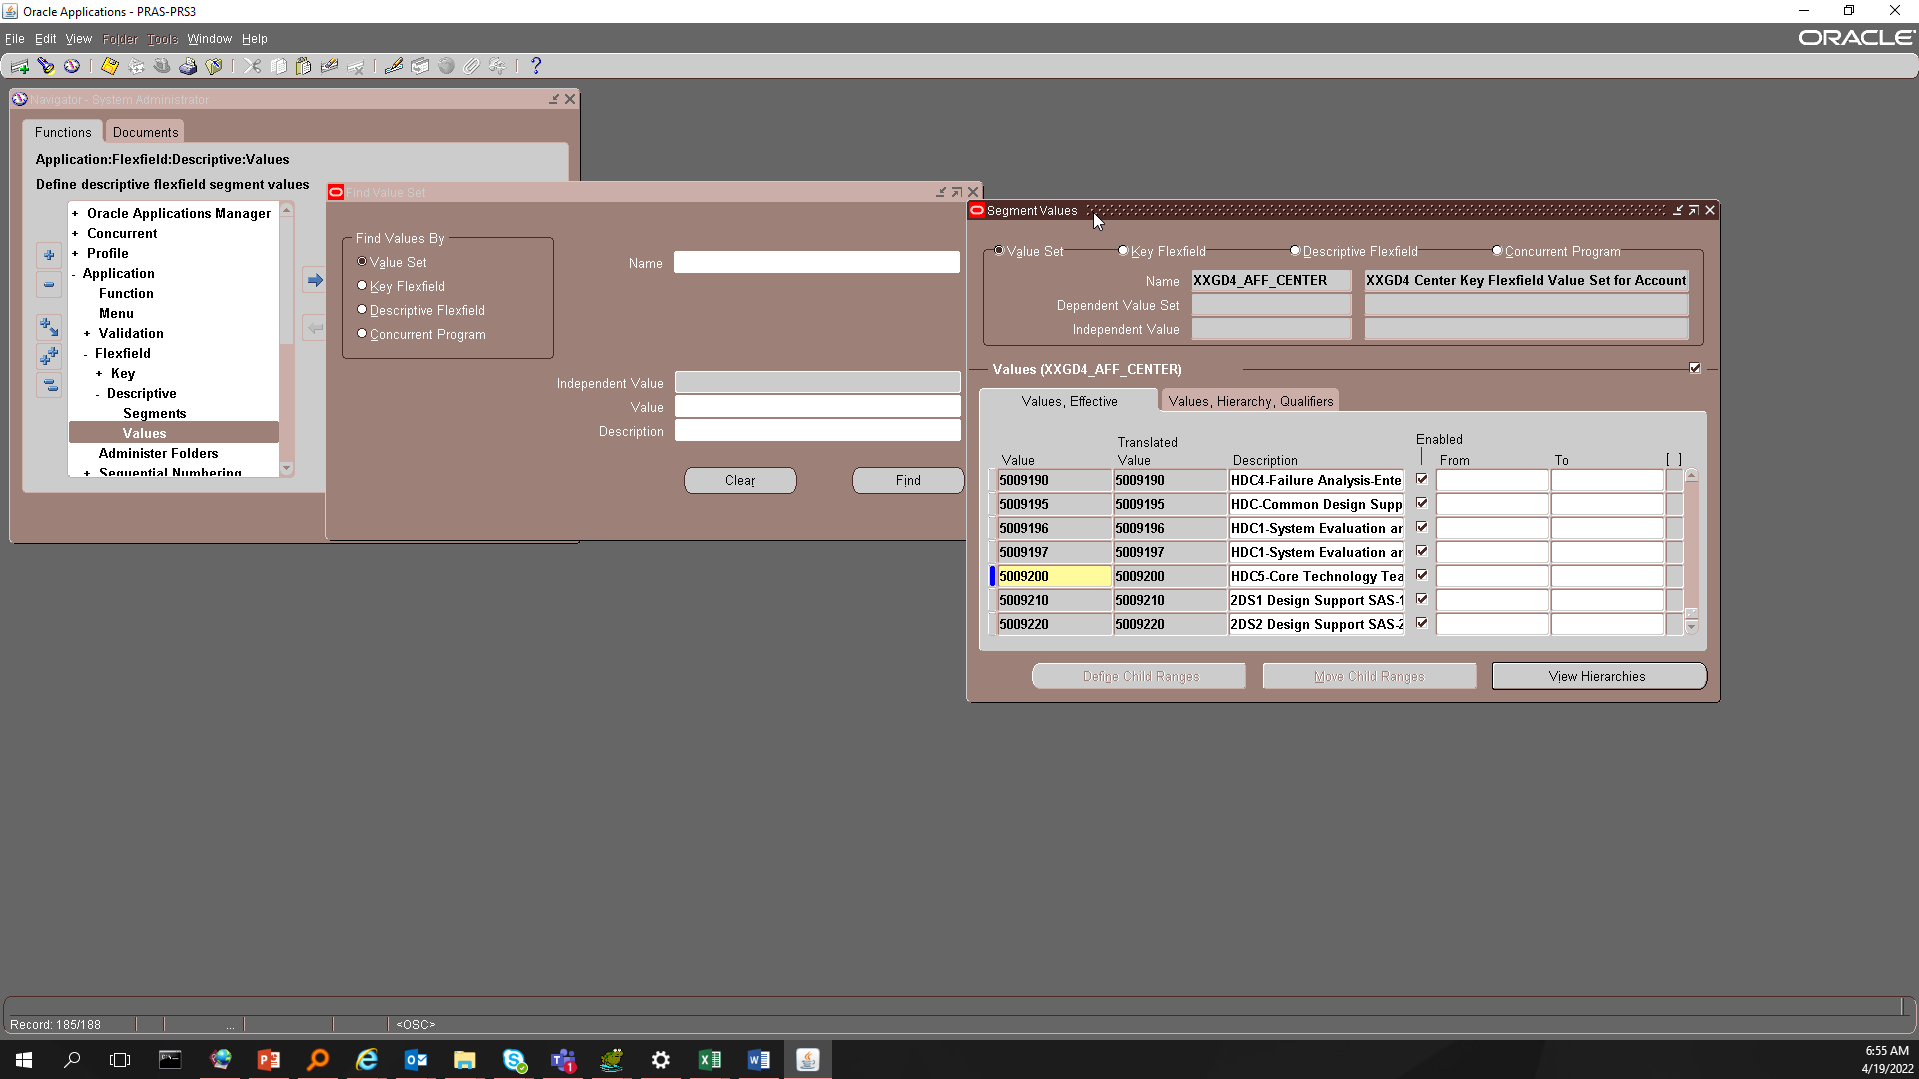 Oracle Applications - PRAS-PRS3
File Edit View Folder Tools Window Help
ORACLE
Navigator - System Administrator
Functions Documents
Application:Flexfield:Descriptive:Values
Define descriptive flexfield segment values
+ Oracle Applications Manager
+ Concurrent
+ Profile
- Application
Function
Menu
+ Validation
- Flexfield
+ Key
- Descriptive
Segments
Values
Administer Folders
+ Sequential Numbering
Find Value Set
Find Values By
Value Set
Key Flexfield
Descriptive Flexfield
Concurrent Program
Name
Independent Value
Value
Description
Clear Find
Segment Values
Value Set Key Flexfield Descriptive Flexfield Concurrent Program
Name XXGD4_AFF_CENTER XXGD4 Center Key Flexfield Value Set for Account
Dependent Value Set
Independent Value
Values (XXGD4_AFF_CENTER)
Values, Effective Values, Hierarchy, Qualifiers
Translated Enabled
Value Value Description From To [ ]
5009190 5009190 HDC4-Failure Analysis-Ente
5009195 5009195 HDC-Common Design Supp
5009196 5009196 HDC1-System Evaluation ar
5009197 5009197 HDC1-System Evaluation ar
5009200 5009200 HDC5-Core Technology Tea
5009210 5009210 2DS1 Design Support SAS-1
5009220 5009220 2DS2 Design Support SAS-2
Define Child Ranges Move Child Ranges View Hierarchies
Record: 185/188 ... <OSC>
6:55 AM
4/19/2022